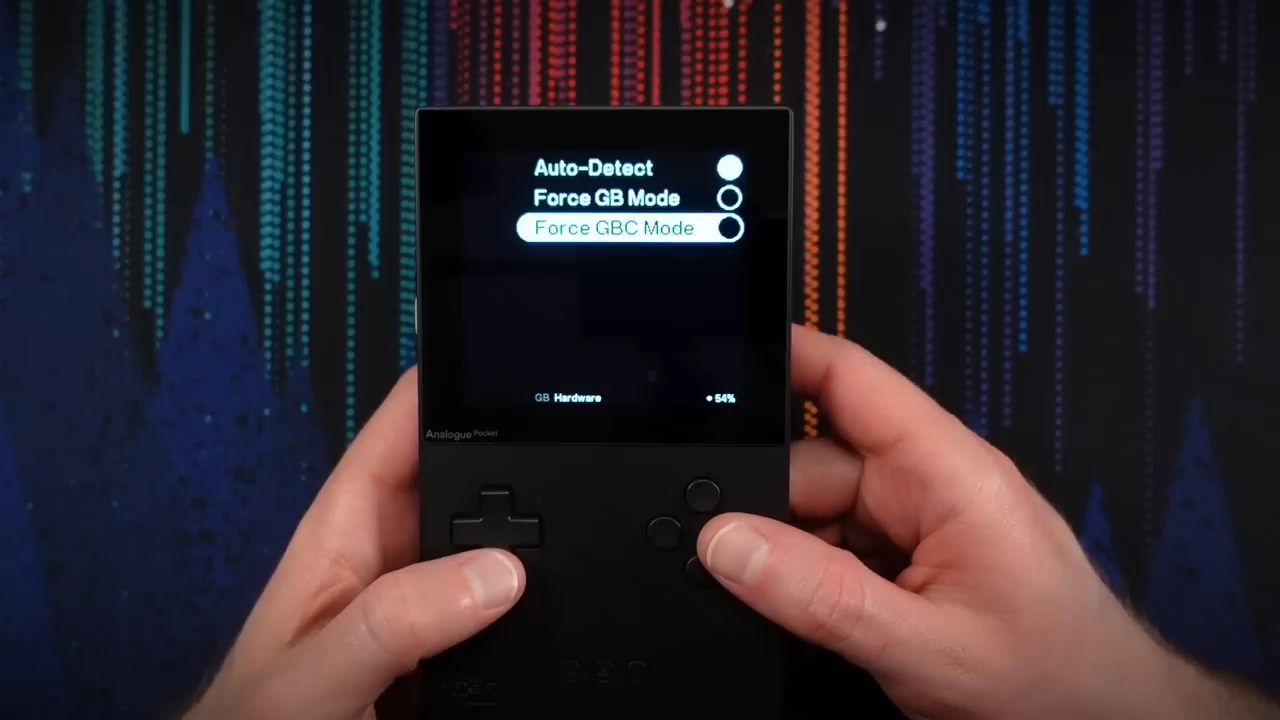 Auto-Detect
Force GB Mode
Force GBC Mode
GB Hardware
54%
Analogue Pocket